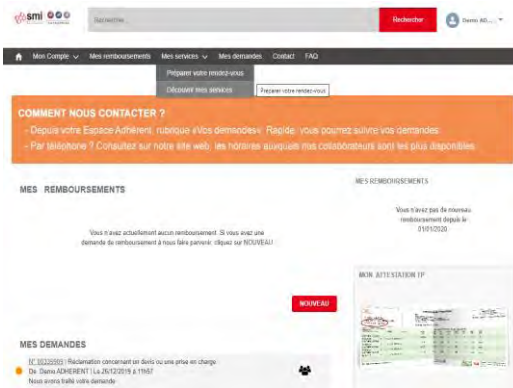 smi
Rechercher...
Rechercher
Demo AD...
Mon Compte
Mes remboursements
Mes services
Mes demandes
Contact
FAQ
Préparer votre rendez-vous
Découvrir mes services
Préparer votre rendez-vous
COMMENT NOUS CONTACTER ?
- Depuis votre Espace Adhérent, rubrique «Vos demandes». Rapide, vous pourrez suivre vos demandes
- Par téléphone ? Consultez sur notre site web, les horaires auxquels nos collaborateurs sont les plus disponibles
MES REMBOURSEMENTS
Vous n'avez actuellement aucun remboursement. Si vous avez une
demande de remboursement à nous faire parvenir, cliquez sur NOUVEAU
NOUVEAU
MES REMBOURSEMENTS
Vous n'avez pas de nouveau
remboursement depuis le
01/01/2020
MON ATTESTATION TP
MES DEMANDES
| Réclamation concernant un devis ou une prise en charge
De Demo ADHERENT | Le 26/12/2019 à 11h57
Nous avons traité votre demande